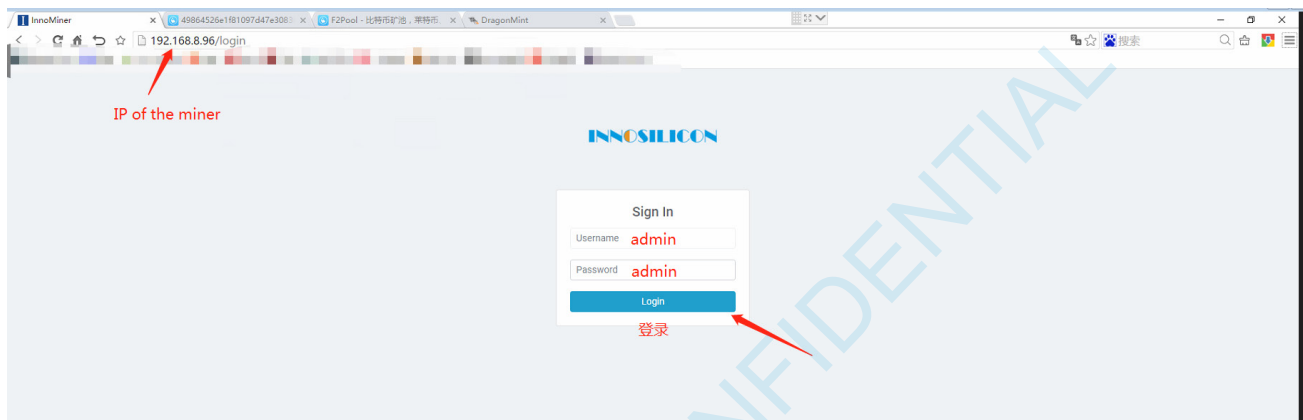 InnoMiner
49864526e1f81097d47e3083
F2Pool - 比特币矿池，莱特币
DragonMint
192.168.8.96/login
搜索
IP of the miner
INNOSILICON
Sign In
Username admin
Password admin
Login
登录
CONFIDENTIAL